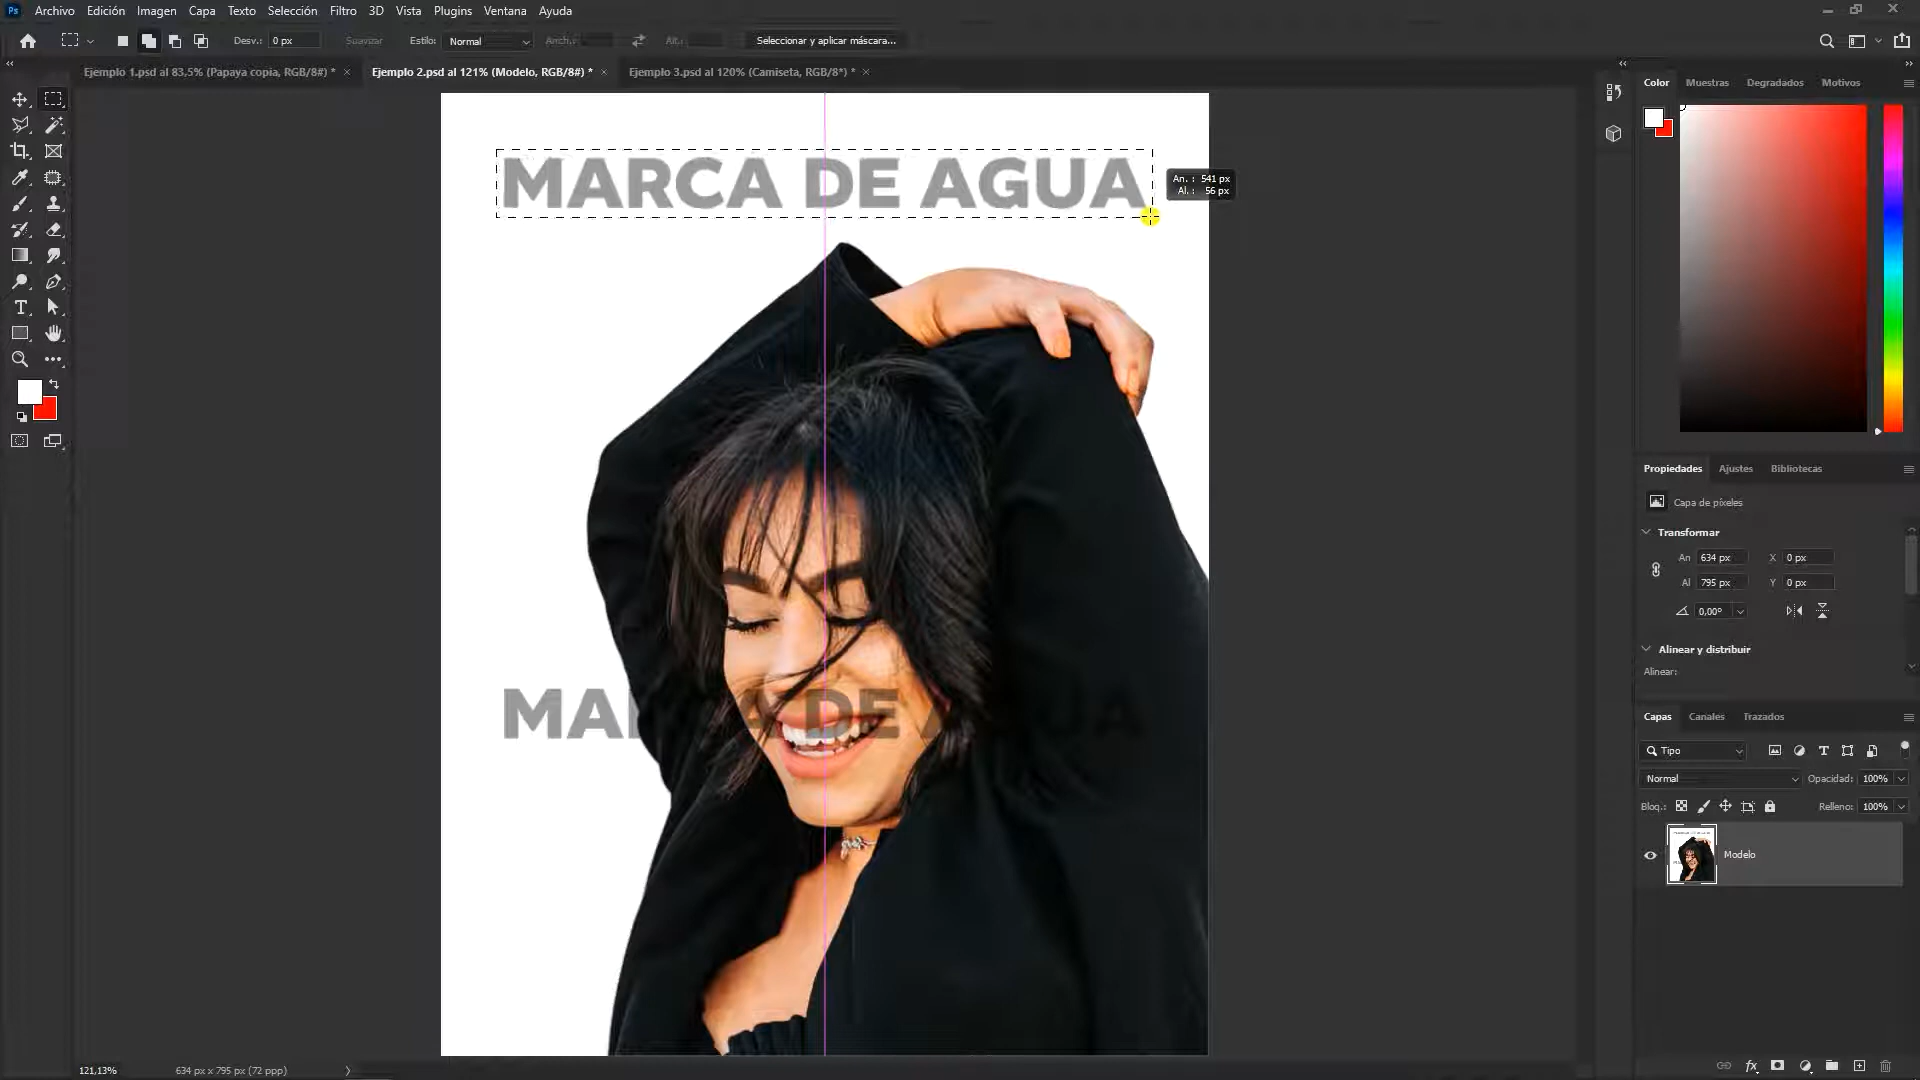 Ps Archivo Edición Imagen Capa Texto Selección Filtro 3D Vista Plugins Ventana Ayuda
Desv.: 0 px Suavizar Estilo: Normal Anch.: Alt.: Seleccionar y aplicar máscara...
Ejemplo 1.psd al 83,5% (Papaya copia, RGB/8#) * × Ejemplo 2.psd al 121% (Modelo, RGB/8#) * × Ejemplo 3.psd al 120% (Camiseta, RGB/8*) * ×
Color Muestras Degradados Motivos
MARCA DE AGUA
An. : 541 px
Al. : 56 px
MARCA DE AGUA
Propiedades Ajustes Bibliotecas
Capa de píxeles
Transformar
An 634 px X 0 px
Al 795 px Y 0 px
0,00°
Alinear y distribuir
Alinear:
Capas Canales Trazados
Tipo
Normal Opacidad: 100%
Bloq.: Relleno: 100%
Modelo
121,13% 634 px x 795 px (72 ppp)